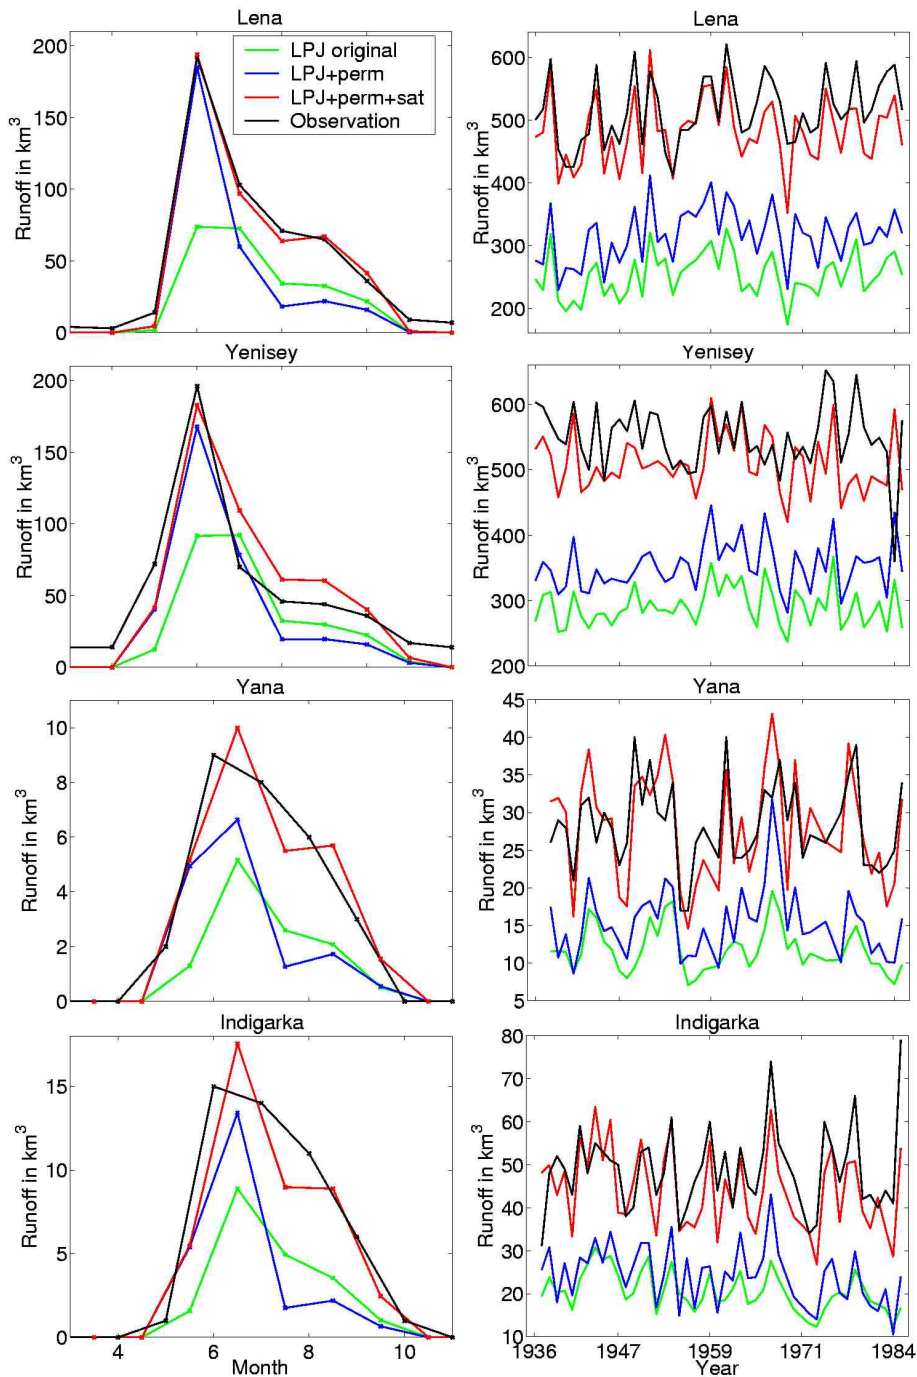 Lena
Runoff in km3
200
150
100
50
0
LPJ original
LPJ+perm
LPJ+perm+sat
Observation
Lena
Runoff in km3
600
500
400
300
200
Yenisey
Runoff in km3
200
150
100
50
0
Yenisey
Runoff in km3
600
500
400
300
200
Yana
Runoff in km3
10
8
6
4
2
0
Yana
Runoff in km3
45
40
35
30
25
20
15
10
5
Indigarka
Runoff in km3
15
10
5
0
4 6 8 10
Month
Indigarka
Runoff in km3
80
70
60
50
40
30
20
10
1936 1947 1959 1971 1984
Year